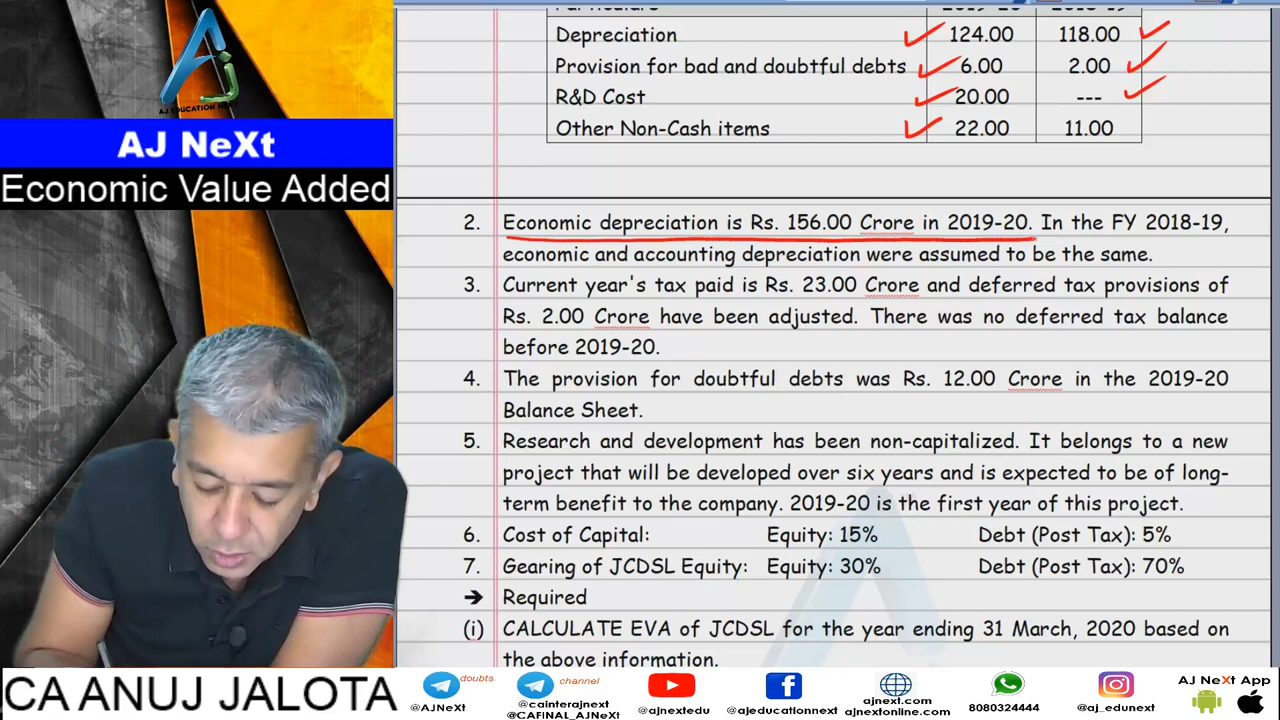 Depreciation 124.00 118.00
Provision for bad and doubtful debts 6.00 2.00
R&D Cost 20.00 ---
Other Non-Cash items 22.00 11.00
AJ EDUCATION NEXT
AJ NeXt
Economic Value Added
2. Economic depreciation is Rs. 156.00 Crore in 2019-20. In the FY 2018-19,
economic and accounting depreciation were assumed to be the same.
3. Current year's tax paid is Rs. 23.00 Crore and deferred tax provisions of
Rs. 2.00 Crore have been adjusted. There was no deferred tax balance
before 2019-20.
4. The provision for doubtful debts was Rs. 12.00 Crore in the 2019-20
Balance Sheet.
5. Research and development has been non-capitalized. It belongs to a new
project that will be developed over six years and is expected to be of long-
term benefit to the company. 2019-20 is the first year of this project.
6. Cost of Capital: Equity: 15% Debt (Post Tax): 5%
7. Gearing of JCDSL Equity: Equity: 30% Debt (Post Tax): 70%
→ Required
(i) CALCULATE EVA of JCDSL for the year ending 31 March, 2020 based on
the above information.
CA ANUJ JALOTA
doubts
@AJNeXt
channel
@cainterajnext
@CAFINAL_AJNeXt
@ajnextedu
@ajeducationnext
ajnext.com
ajnextonline.com
8080324444
@aj_edunext
AJ NeXt App